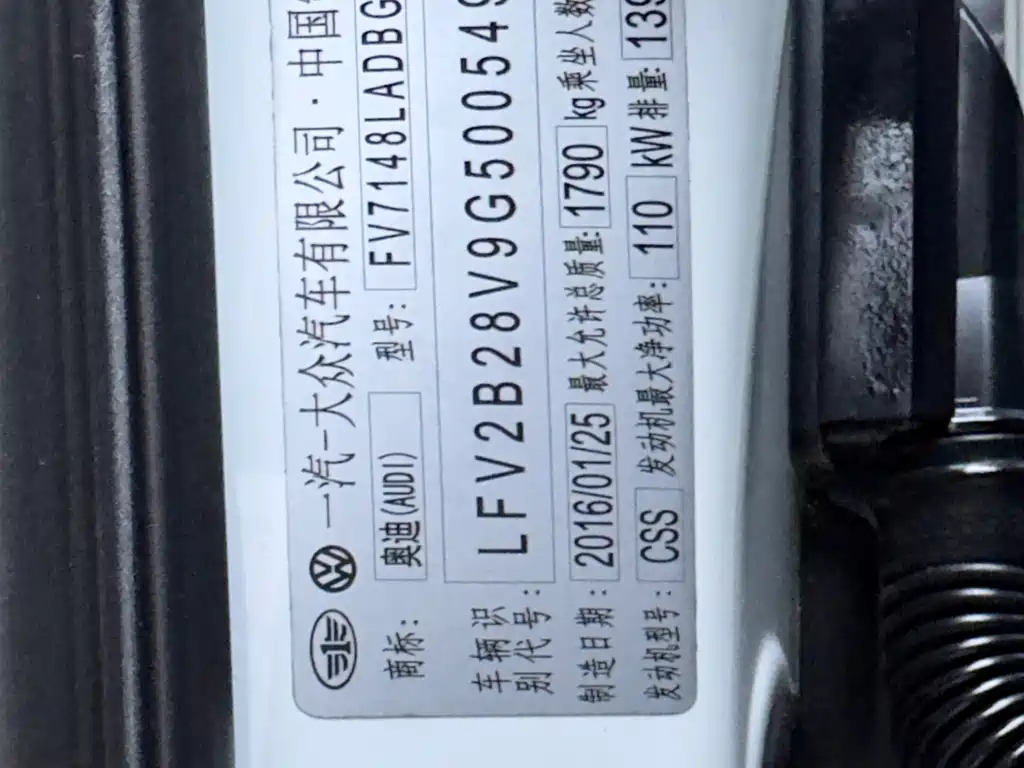 一汽-大众汽车有限公司·中国
商标: 奥迪(AUDI) 型号: FV7148LADBG
车辆识别代号: LFV2B28V9G50054
制造日期: 2016/01/25 最大允许总质量: 1790 kg 乘坐人数
发动机型号: CSS 发动机最大净功率: 110 kW 排量: 139